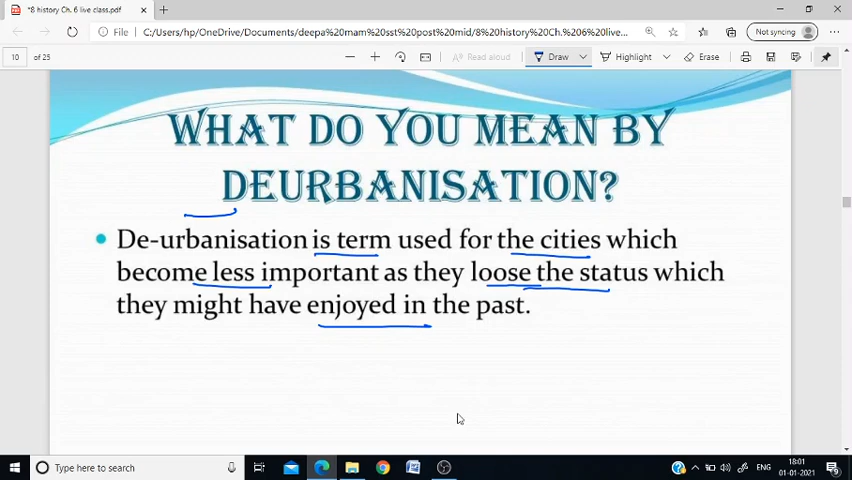 *8 history Ch. 6 live class.pdf
File
C:/Users/hp/OneDrive/Documents/deepa%20mam%20sst%20post%20mid/8%20history%20Ch.%206%20live...
Not syncing
10 of 25
Read aloud
Draw
Highlight
Erase
WHAT DO YOU MEAN BY
DEURBANISATION?
De-urbanisation is term used for the cities which
become less important as they loose the status which
they might have enjoyed in the past.
Type here to search
ENG
18:01
01-01-2021